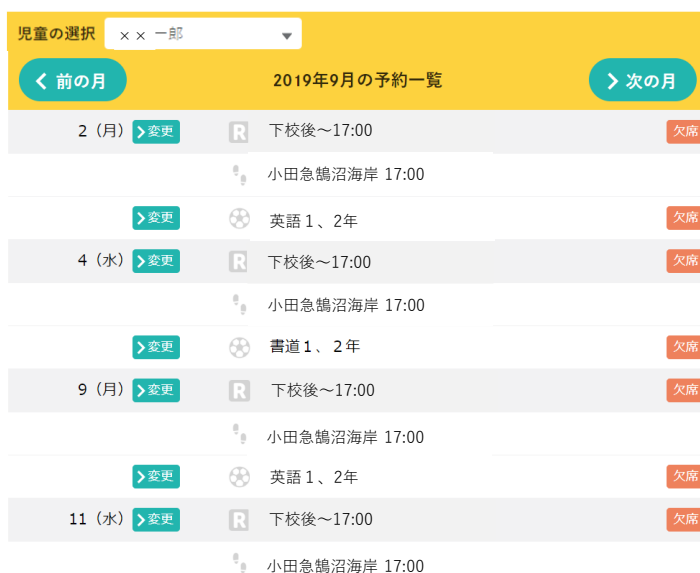 児童の選択 ××一郎
前の月 2019年9月の予約一覧 次の月
2（月） 変更 R 下校後～17:00 欠席
小田急鵠沼海岸 17:00
変更 英語１、2年 欠席
4（水） 変更 R 下校後～17:00 欠席
小田急鵠沼海岸 17:00
変更 書道１、２年 欠席
9（月） 変更 R 下校後～17:00 欠席
小田急鵠沼海岸 17:00
変更 英語１、2年 欠席
11（水） 変更 R 下校後～17:00 欠席
小田急鵠沼海岸 17:00